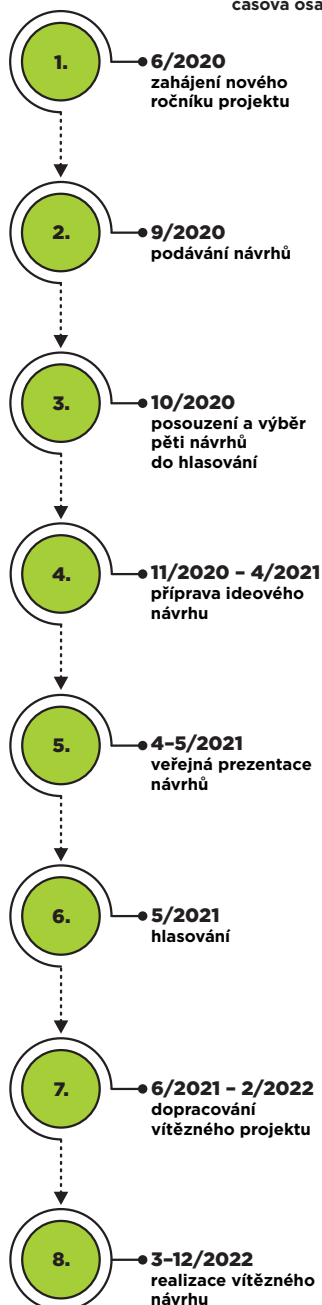 časová osa
1.
6/2020
zahájení nového
ročníku projektu
2.
9/2020
podávání návrhů
3.
10/2020
posouzení a výběr
pěti návrhů
do hlasování
4.
11/2020 – 4/2021
příprava ideového
návrhu
5.
4–5/2021
veřejná prezentace
návrhů
6.
5/2021
hlasování
7.
6/2021 – 2/2022
dopracování
vítězného projektu
8.
3–12/2022
realizace vítězného
návrhu